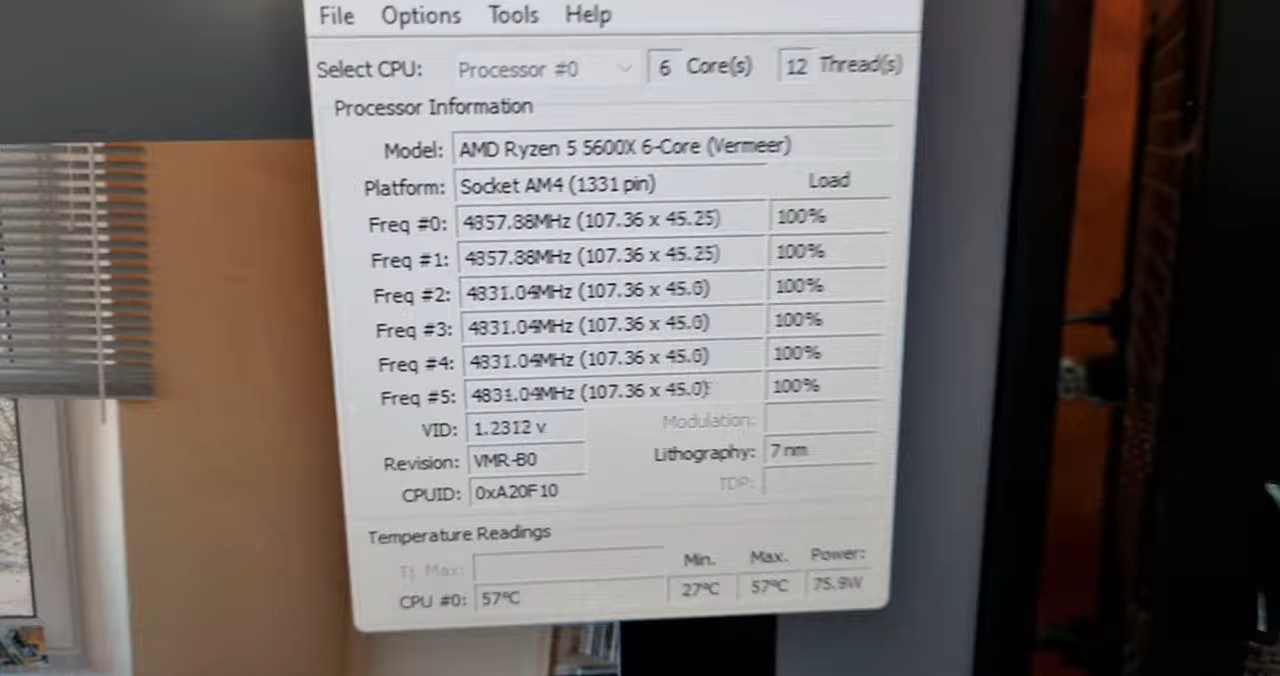 File Options Tools Help
Select CPU: Processor #0 6 Core(s) 12 Thread(s)
Processor Information
Model: AMD Ryzen 5 5600X 6-Core (Vermeer)
Platform: Socket AM4 (1331 pin) Load
Freq #0: 4857.88MHz (107.36 x 45.25) 100%
Freq #1: 4857.88MHz (107.36 x 45.25) 100%
Freq #2: 4831.04MHz (107.36 x 45.0) 100%
Freq #3: 4831.04MHz (107.36 x 45.0) 100%
Freq #4: 4831.04MHz (107.36 x 45.0) 100%
Freq #5: 4831.04MHz (107.36 x 45.0) 100%
VID: 1.2312 v Modulation:
Revision: VMR-B0 Lithography: 7 nm
CPUID: 0xA20F10 TDP:
Temperature Readings
Tj Max: Min. Max. Power:
CPU #0: 57°C 27°C 57°C 75.9W